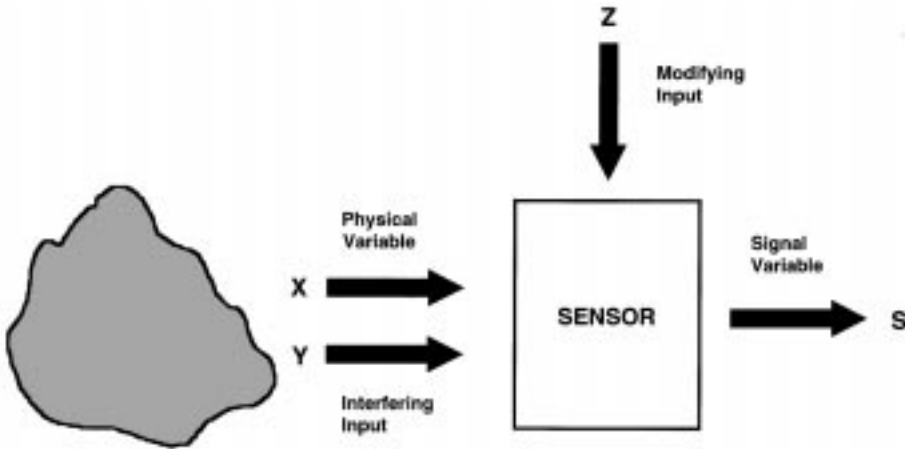 Z
Modifying
Input
Physical
Variable
X
Y
Interfering
Input
SENSOR
Signal
Variable
S